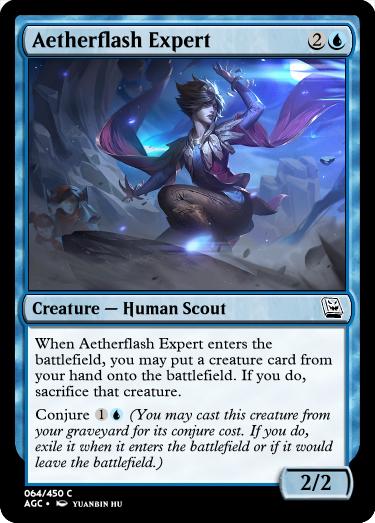 Aetherflash Expert 2
Creature — Human Scout
When Aetherflash Expert enters the
battlefield, you may put a creature card from
your hand onto the battlefield. If you do,
sacrifice that creature.
Conjure 1 (You may cast this creature from
your graveyard for its conjure cost. If you do,
exile it when it enters the battlefield or if it would
leave the battlefield.)
2/2
064/450 C
AGC • YUANBIN HU